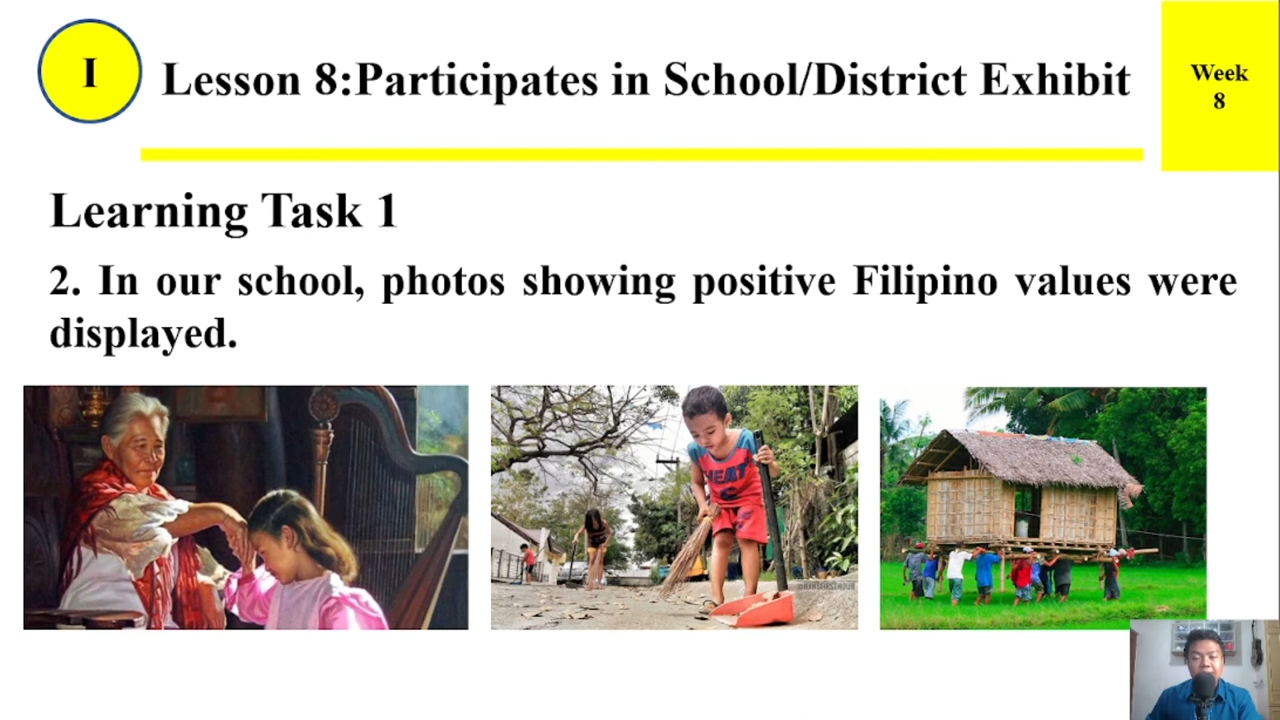 I
Lesson 8:Participates in School/District Exhibit
Week
8
Learning Task 1
2. In our school, photos showing positive Filipino values were
displayed.
HEAT